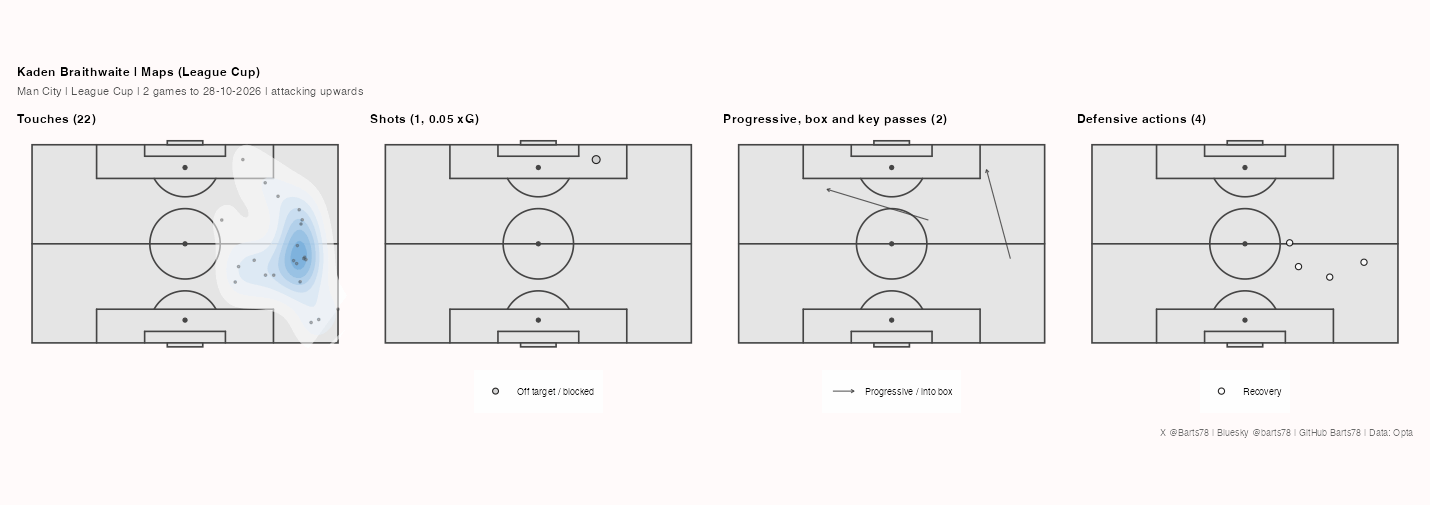 Kaden Braithwaite | Maps (League Cup)
Man City | League Cup | 2 games to 28-10-2026 | attacking upwards
Touches (22)
Shots (1, 0.05 xG)
Progressive, box and key passes (2)
Defensive actions (4)
Off target / blocked
Progressive / into box
Recovery
X @Barts78 | Bluesky @barts78 | GitHub Barts78 | Data: Opta